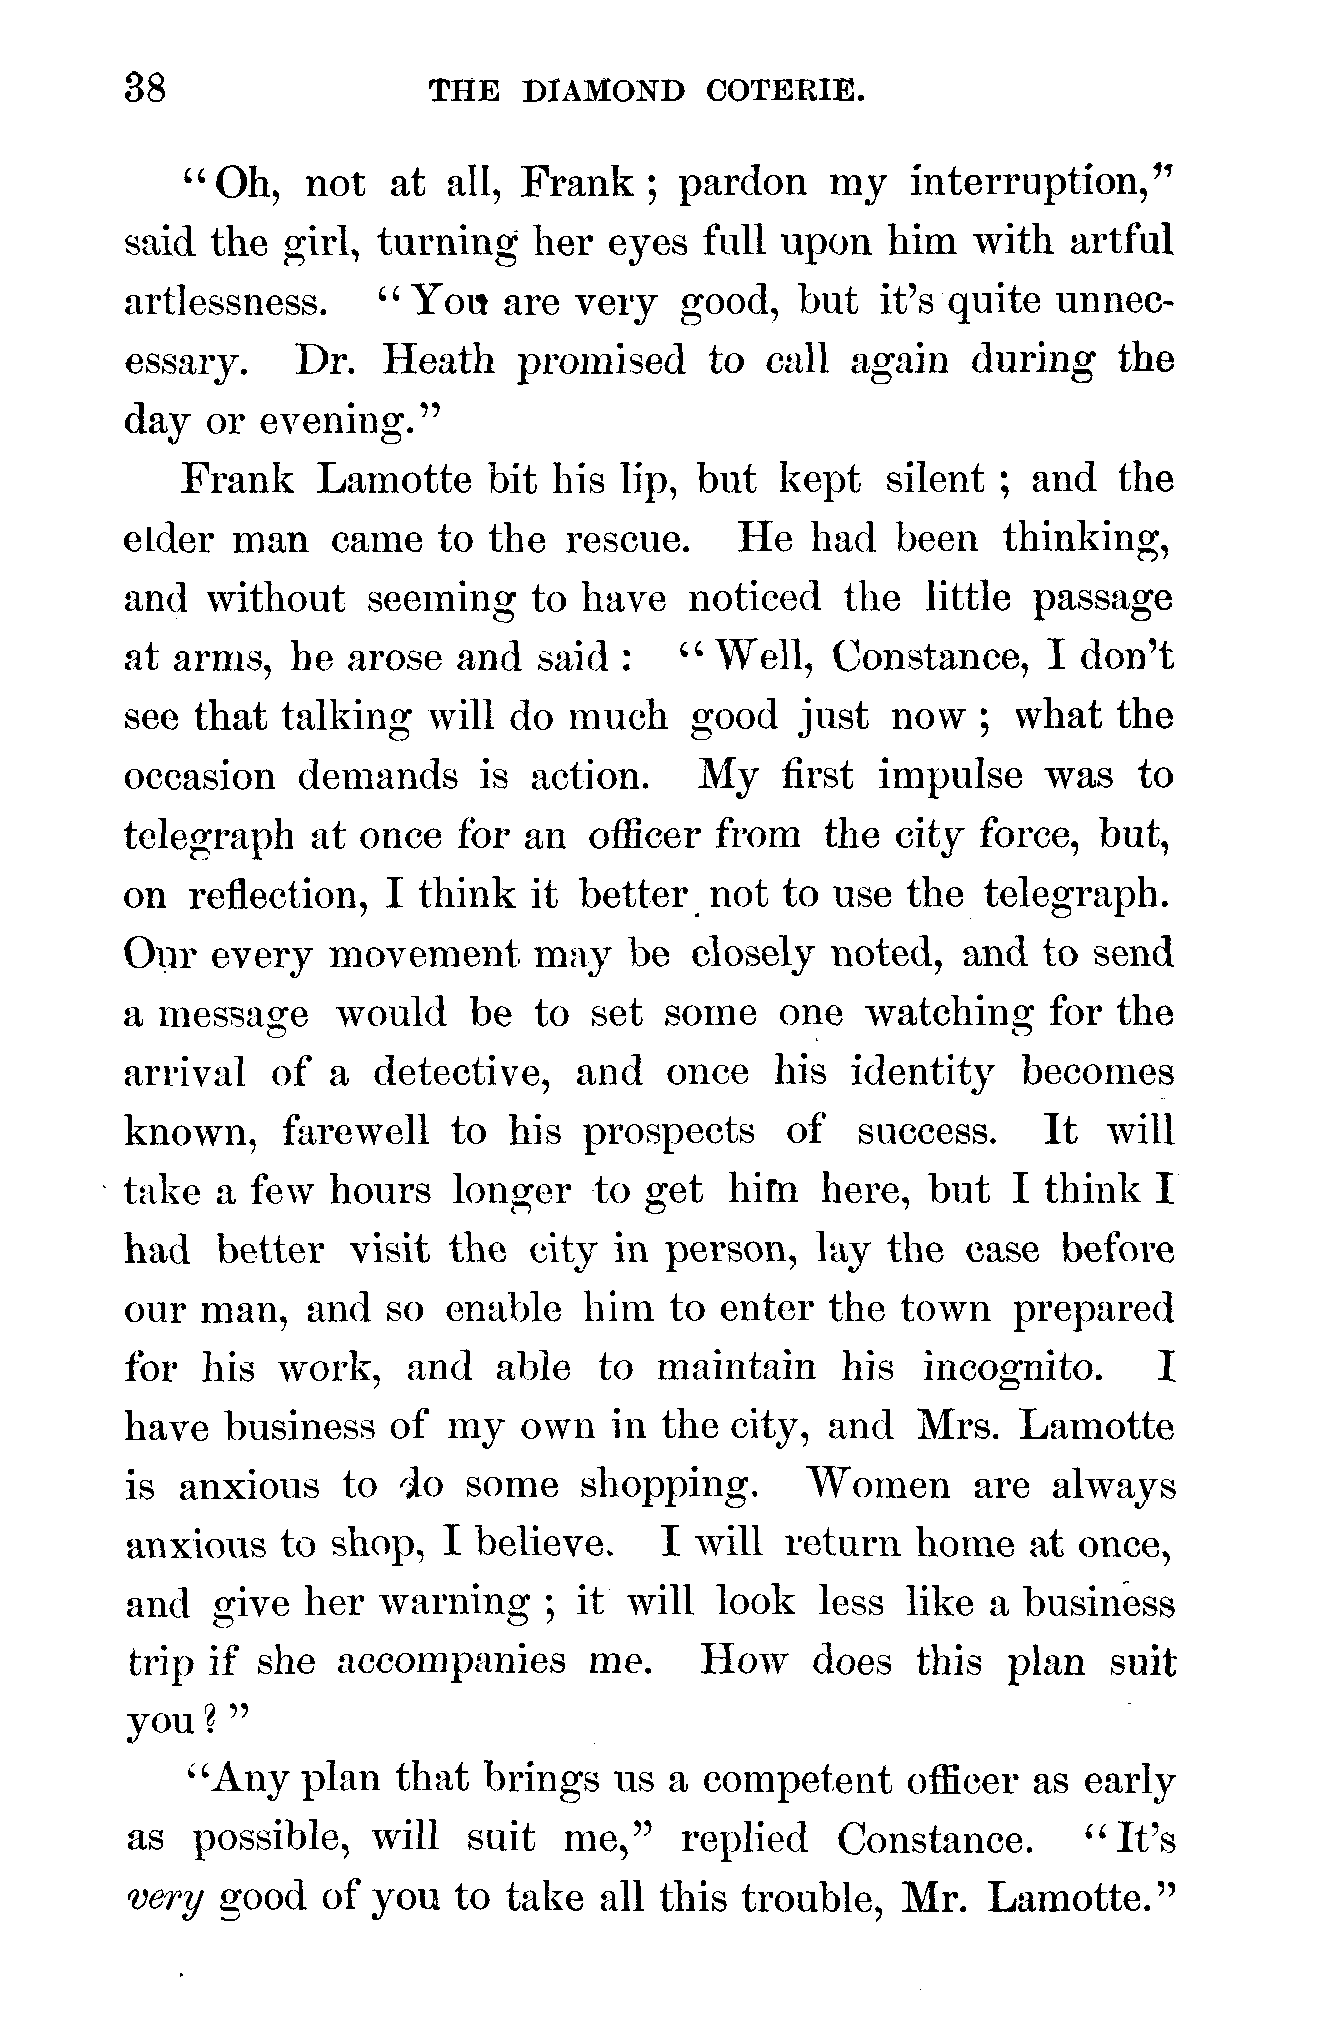 38 THE DIAMOND COTERIE.
"Oh, not at all, Frank; pardon my interruption,"
said the girl, turning her eyes full upon him with artful
artlessness. "You are very good, but it's quite unnec-
essary. Dr. Heath promised to call again during the
day or evening."
Frank Lamotte bit his lip, but kept silent; and the
elder man came to the rescue. He had been thinking,
and without seeming to have noticed the little passage
at arms, he arose and said: "Well, Constance, I don't
see that talking will do much good just now; what the
occasion demands is action. My first impulse was to
telegraph at once for an officer from the city force, but,
on reflection, I think it better not to use the telegraph.
Our every movement may be closely noted, and to send
a message would be to set some one watching for the
arrival of a detective, and once his identity becomes
known, farewell to his prospects of success. It will
take a few hours longer to get him here, but I think I
had better visit the city in person, lay the case before
our man, and so enable him to enter the town prepared
for his work, and able to maintain his incognito. I
have business of my own in the city, and Mrs. Lamotte
is anxious to do some shopping. Women are always
anxious to shop, I believe. I will return home at once,
and give her warning; it will look less like a business
trip if she accompanies me. How does this plan suit
you?"
"Any plan that brings us a competent officer as early
as possible, will suit me," replied Constance. "It's
very good of you to take all this trouble, Mr. Lamotte."